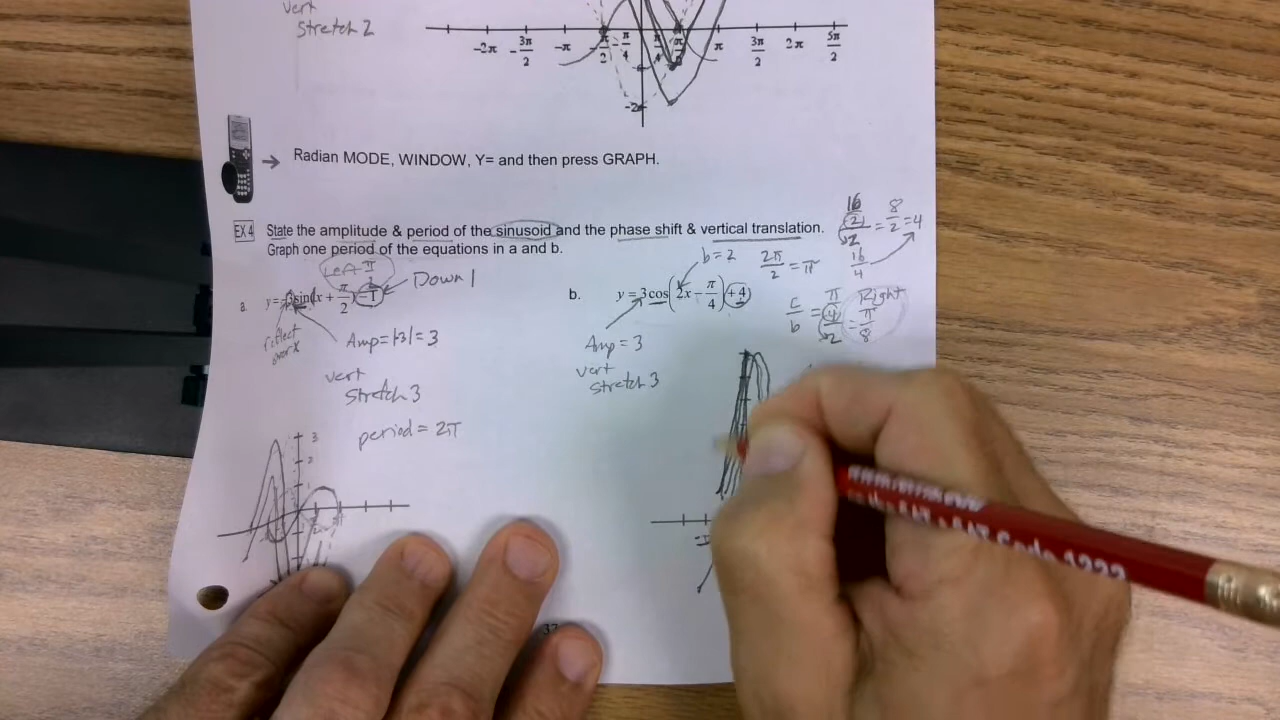 vert
stretch 2
-2π -3π/2 -π π/2 -π/4 π/4 π 3π/2 2π 5π/2
-2
Radian MODE, WINDOW, Y= and then press GRAPH.
EX 4 State the amplitude & period of the sinusoid and the phase shift & vertical translation.
Graph one period of the equations in a and b.
Left π/2
Down 1
b = 2
2π/2 = π
16/(2)/2 = 8/2 = 4
16/4
a.
b. y = 3cos(2x - π/4) + 4
c/b = π/4/2 = π/8
Right
reflect
over x
Amp = |3| = 3
vert
stretch 3
period = 2π
Amp = 3
vert
stretch 3
3
2